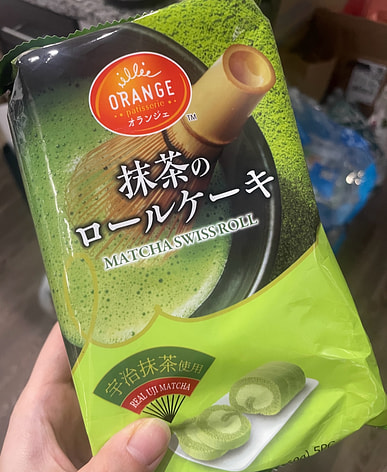 ORANGE
patisserie
オランジェ
TM
抹茶の
ロールケーキ
MATCHA SWISS ROLL
宇治抹茶使用
REAL UJI MATCHA